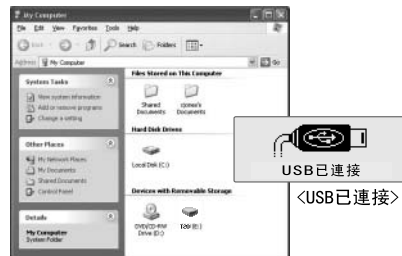 My Computer
File Edit View Favorites Tools Help
Back Search Folders
Address My Computer Go
System Tasks
View system information
Add or remove programs
Change a setting
Other Places
My Network Places
My Documents
Shared Documents
Control Panel
Details
My Computer
System Folder
Files Stored on This Computer
Shared Documents
Documents
Hard Disk Drives
Local Disk (C:)
Devices with Removable Storage
DVD/CD-RW Drive (D:)
USB已連接
<USB已連接>